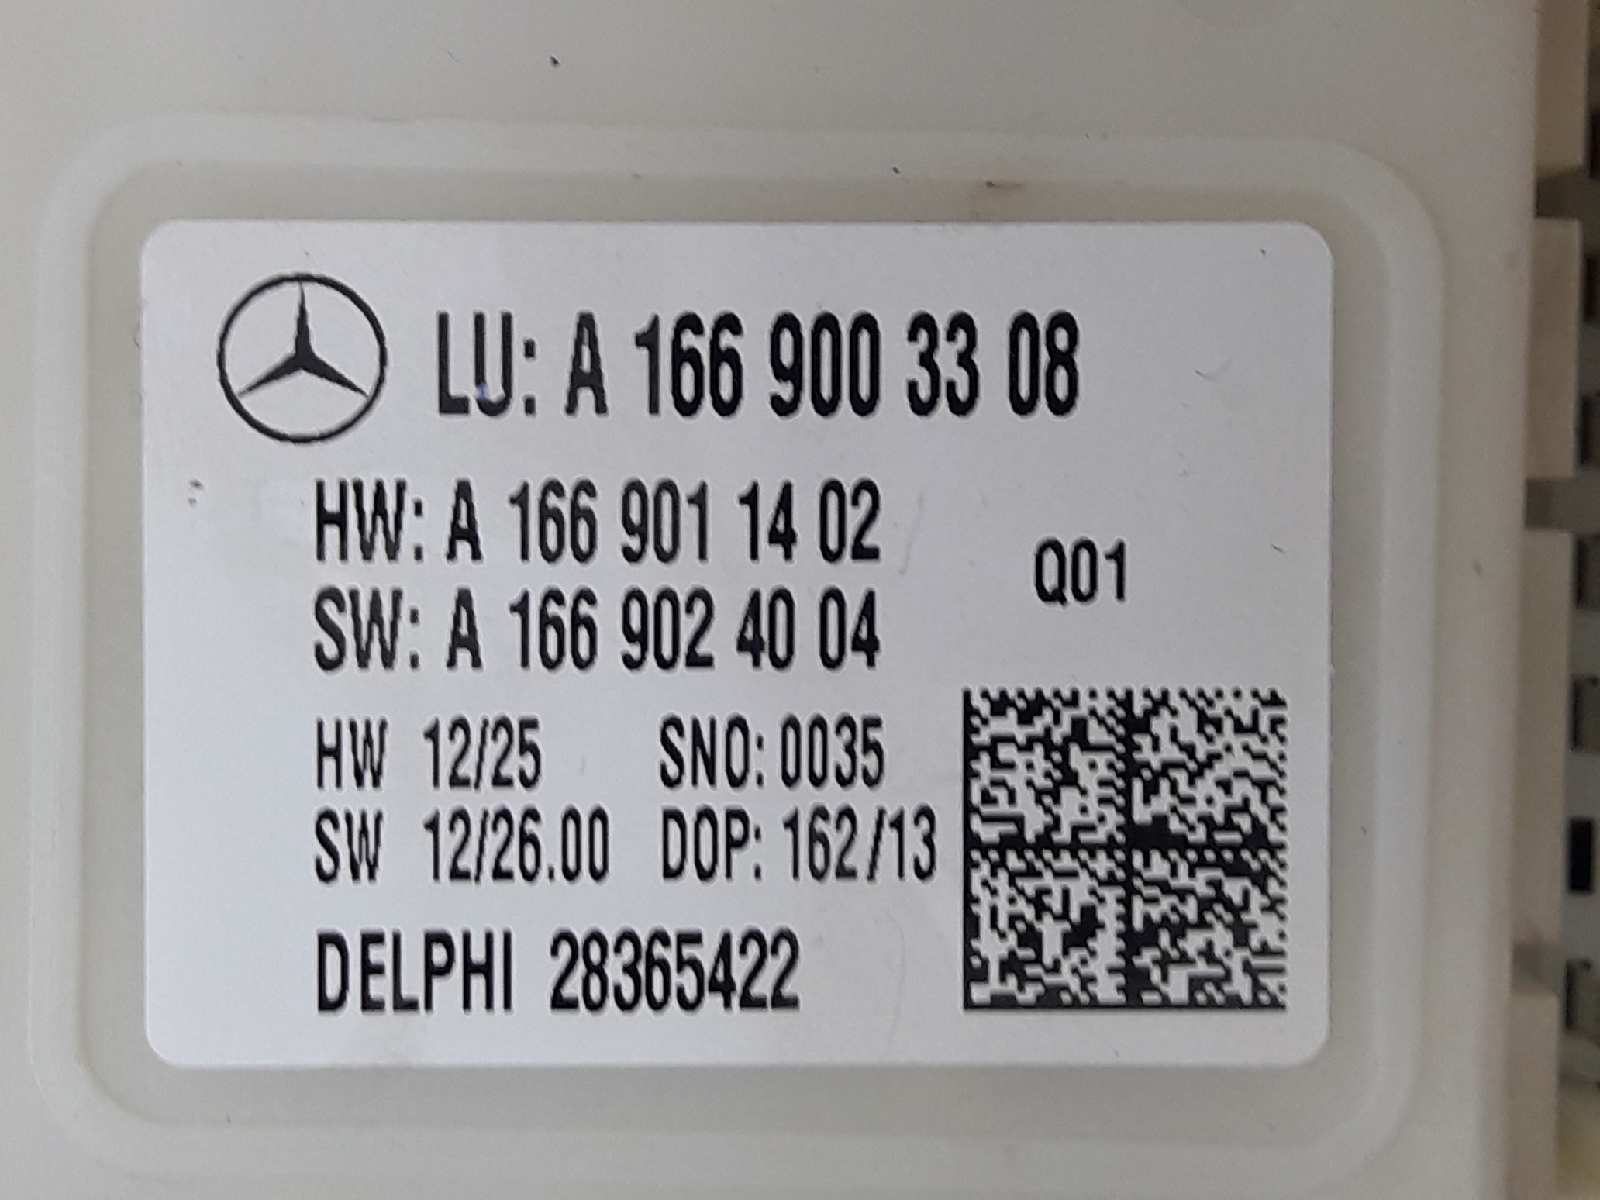 LU: A 166 900 33 08
HW: A 166 901 14 02
SW: A 166 902 40 04
Q01
HW 12/25 SNO: 0035
SW 12/26.00 DOP: 162/13
DELPHI 28365422